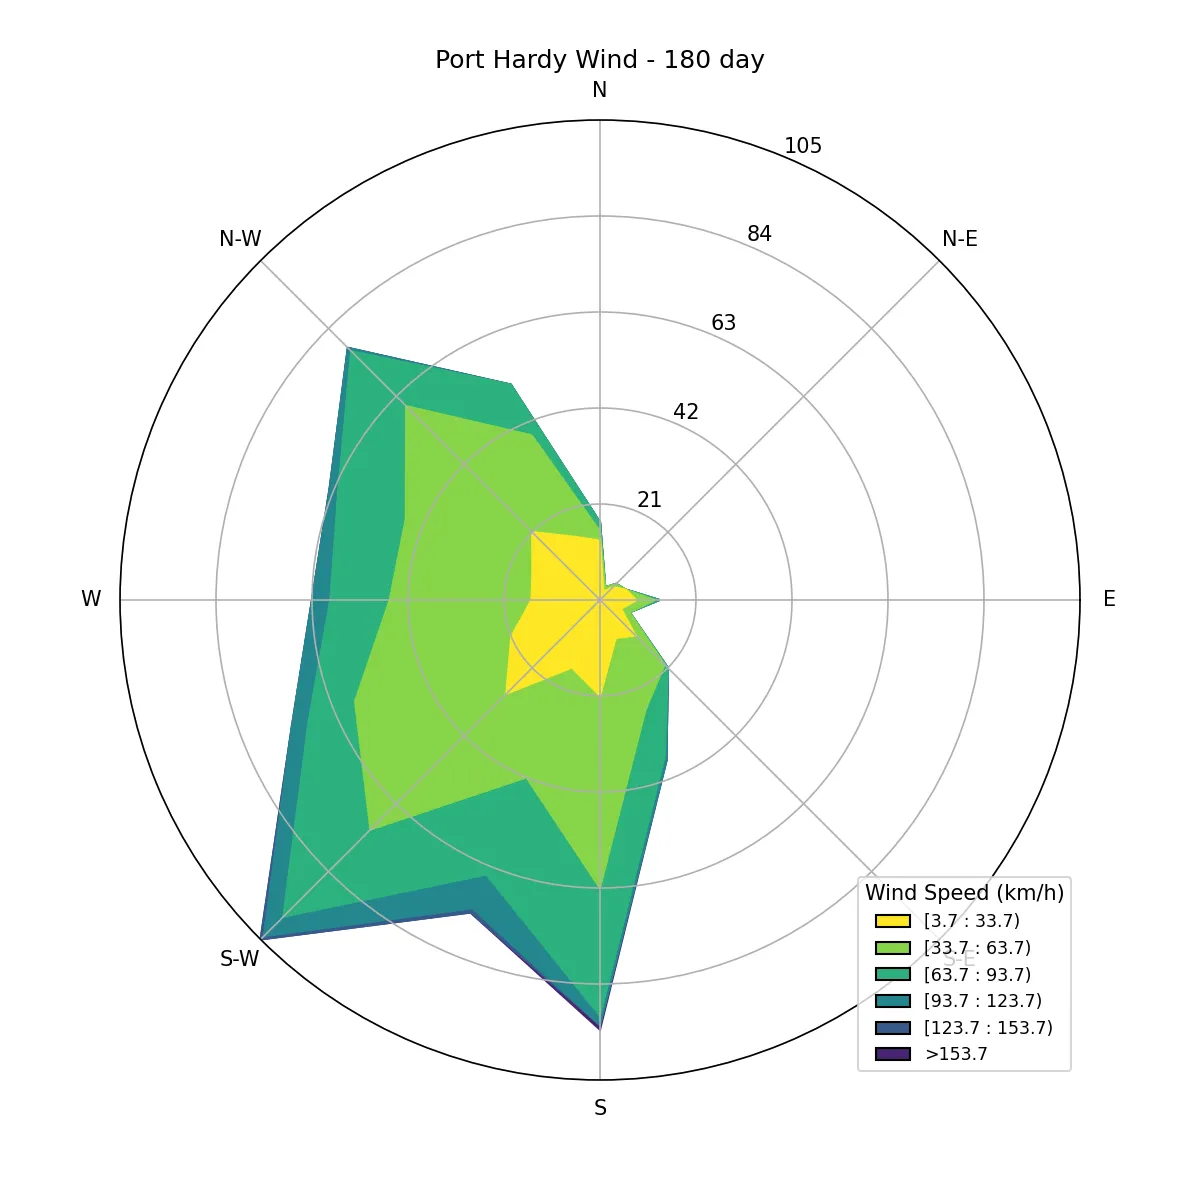 Port Hardy Wind - 180 day
N
105
N-W
84
N-E
63
42
21
W
E
Wind Speed (km/h)
[3.7 : 33.7)
[33.7 : 63.7)
S-W
S-E
[63.7 : 93.7)
[93.7 : 123.7)
[123.7 : 153.7)
>153.7
S